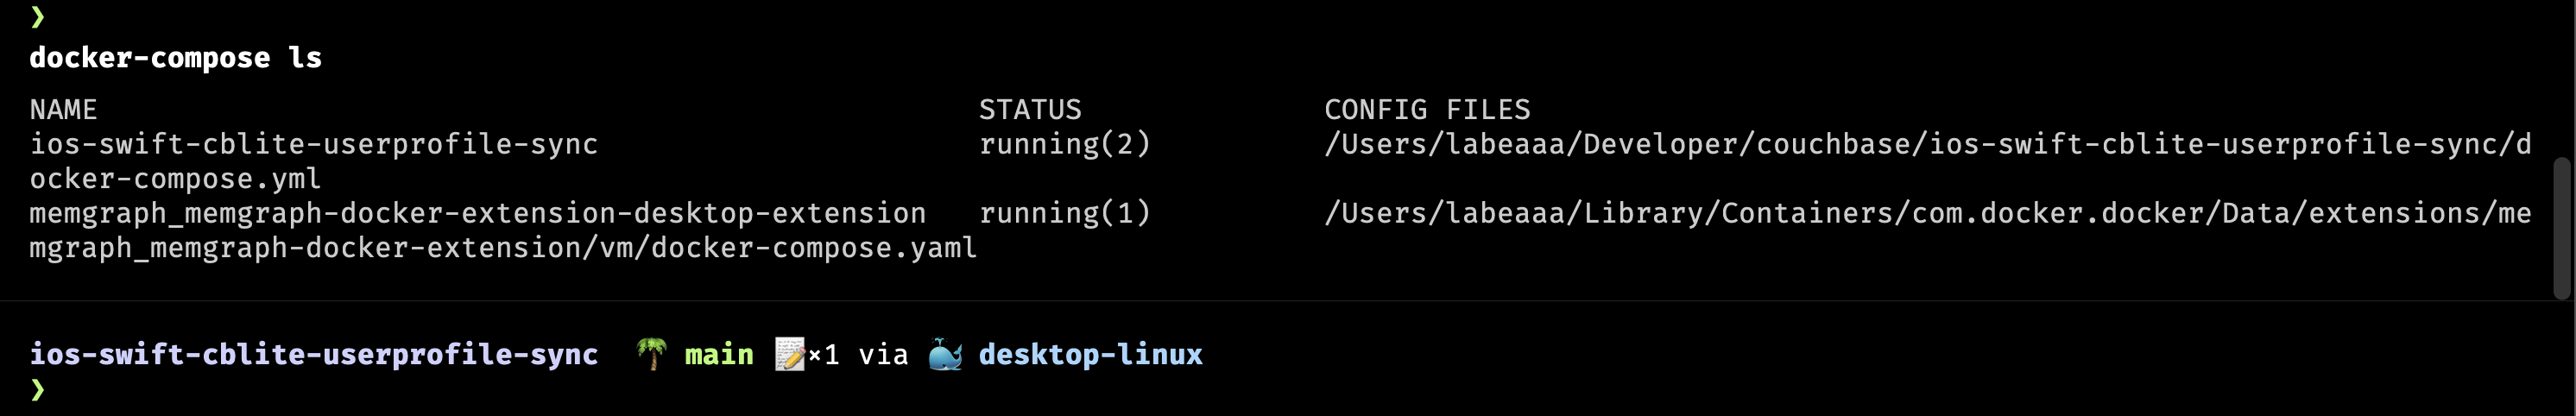 ❯
docker-compose ls
NAME STATUS CONFIG FILES
ios-swift-cblite-userprofile-sync running(2) /Users/labeaaa/Developer/couchbase/ios-swift-cblite-userprofile-sync/d
ocker-compose.yml
memgraph_memgraph-docker-extension-desktop-extension running(1) /Users/labeaaa/Library/Containers/com.docker.docker/Data/extensions/me
mgraph_memgraph-docker-extension/vm/docker-compose.yaml
ios-swift-cblite-userprofile-sync 🌴 main 📝×1 via 🐳 desktop-linux
❯